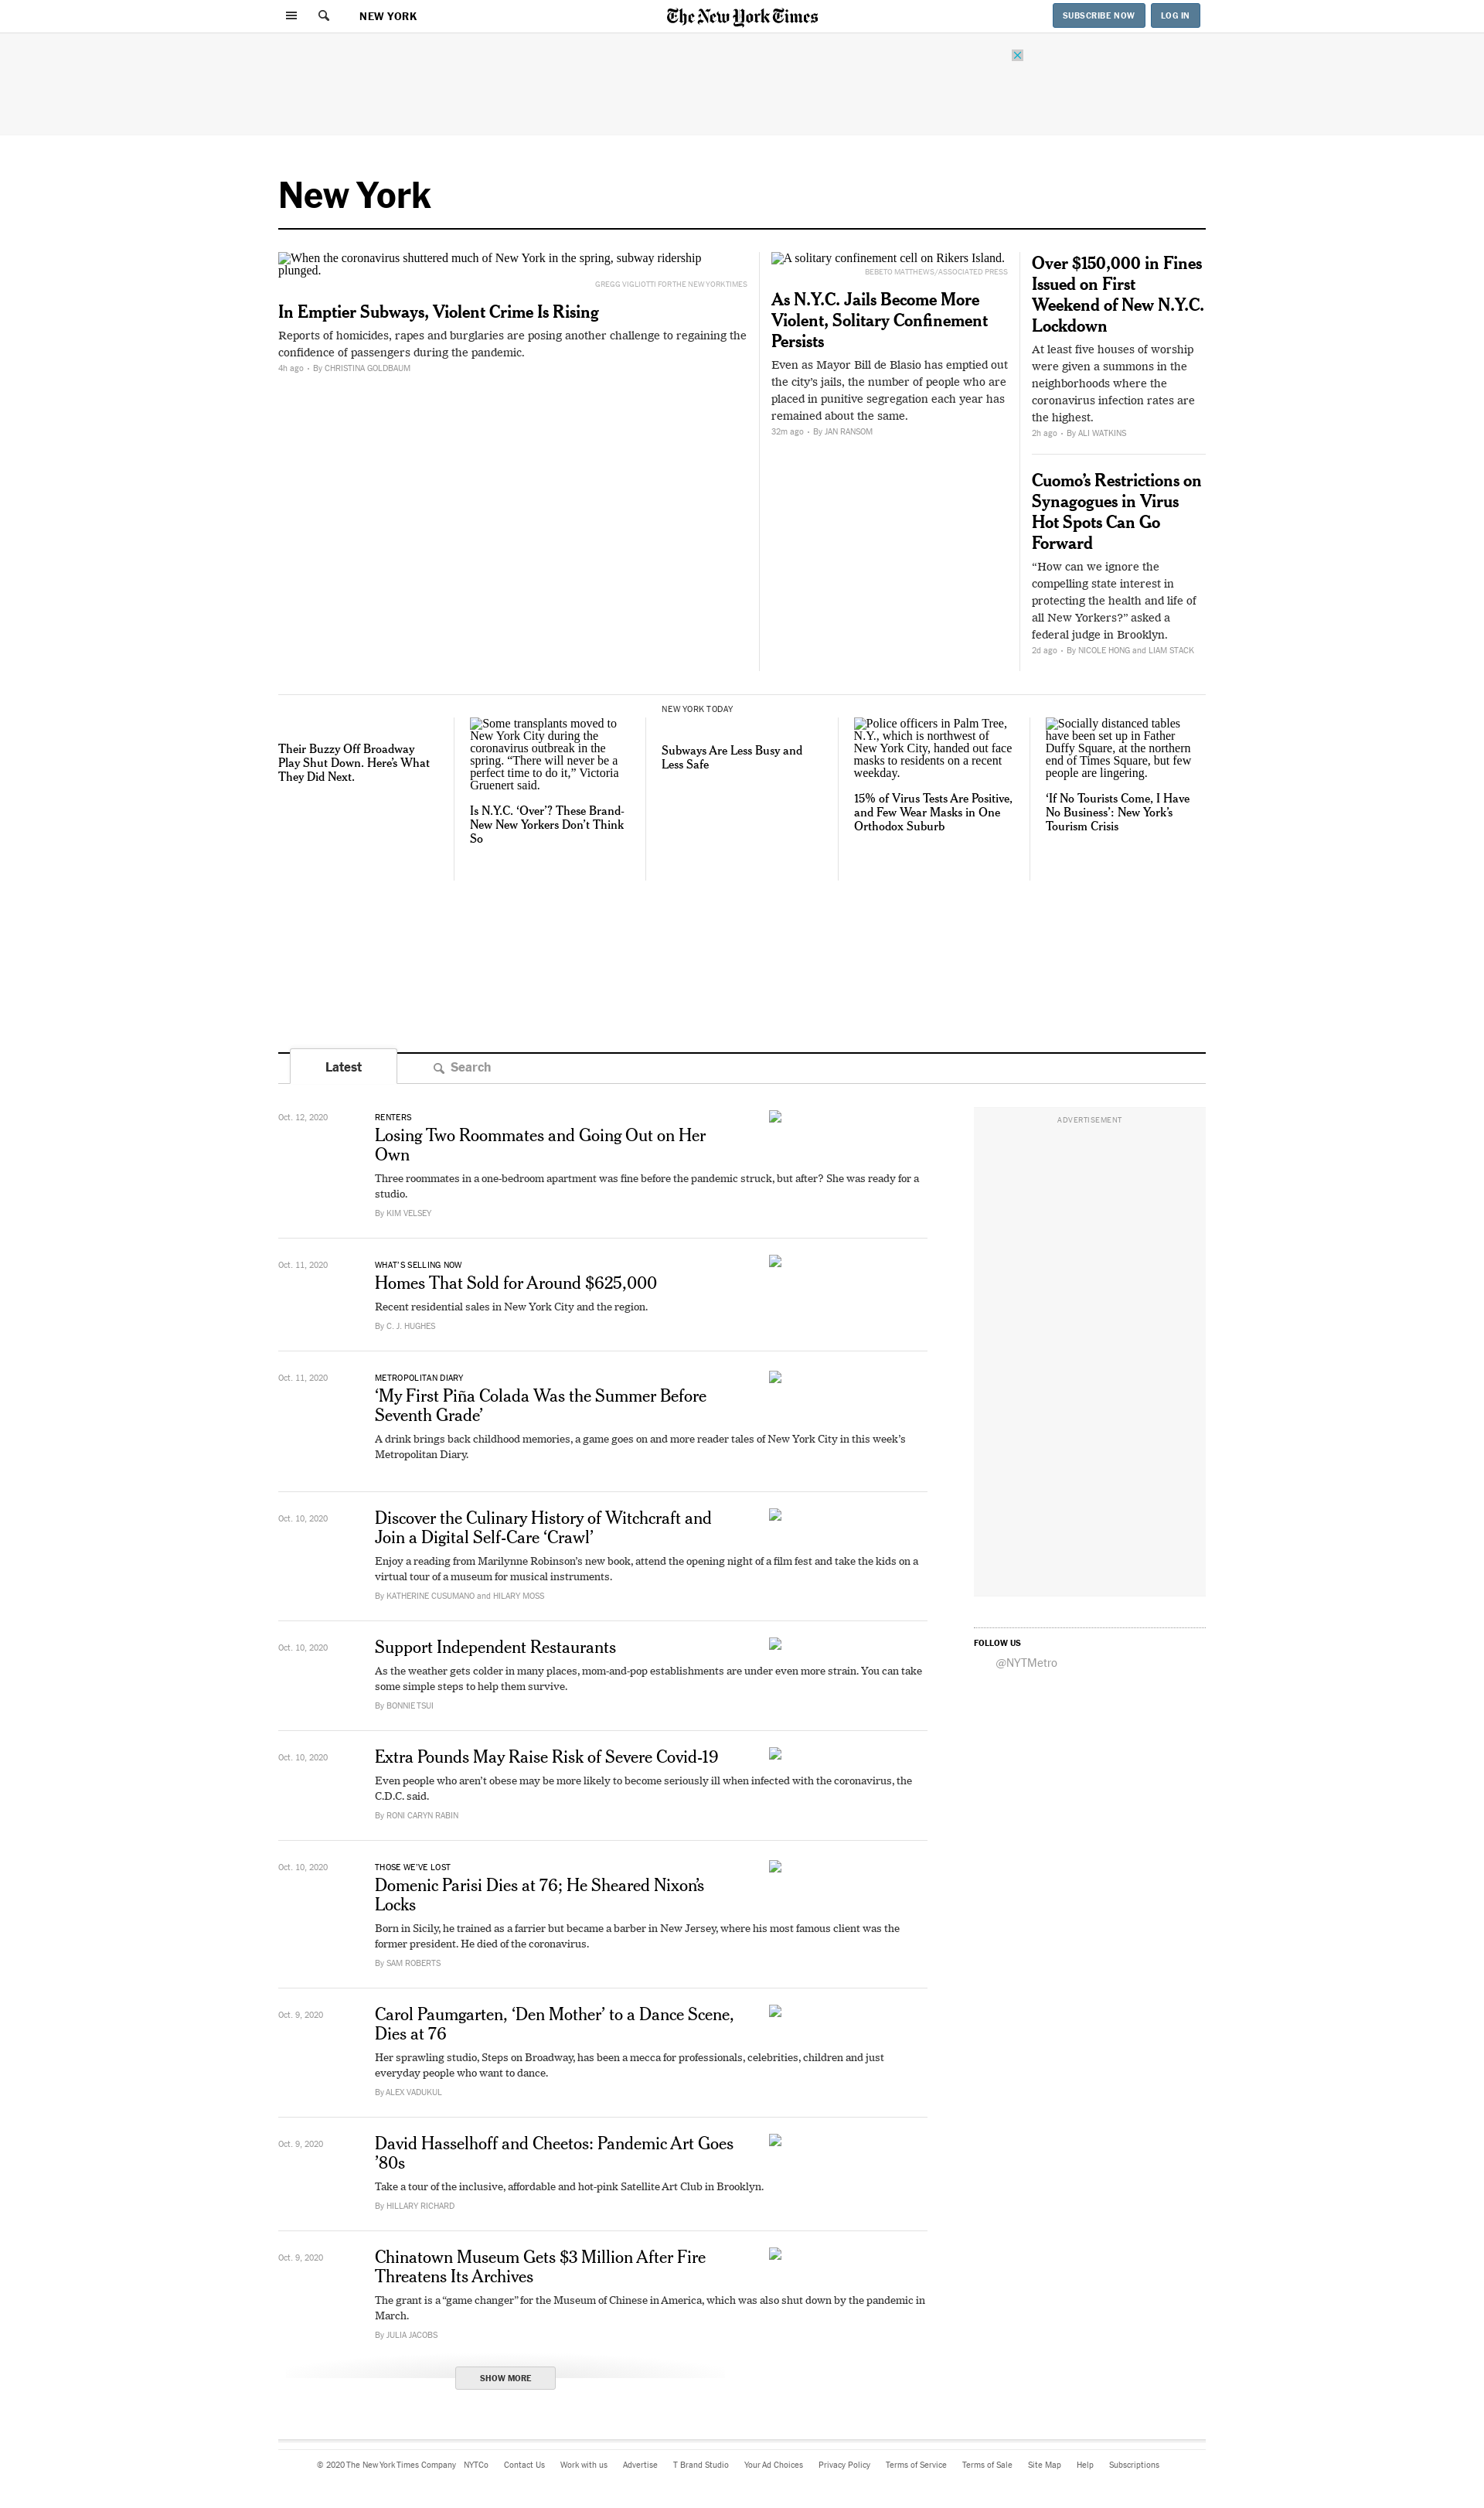 NEW YORK
The New York Times
SUBSCRIBE NOW
LOG IN
New York
When the coronavirus shuttered much of New York in the spring, subway ridership
plunged.
GREGG VIGLIOTTI FOR THE NEW YORK TIMES
In Emptier Subways, Violent Crime Is Rising
Reports of homicides, rapes and burglaries are posing another challenge to regaining the
confidence of passengers during the pandemic.
4h ago • By CHRISTINA GOLDBAUM
A solitary confinement cell on Rikers Island.
BEBETO MATTHEWS/ASSOCIATED PRESS
As N.Y.C. Jails Become More
Violent, Solitary Confinement
Persists
Even as Mayor Bill de Blasio has emptied out
the city’s jails, the number of people who are
placed in punitive segregation each year has
remained about the same.
32m ago • By JAN RANSOM
Over $150,000 in Fines
Issued on First
Weekend of New N.Y.C.
Lockdown
At least five houses of worship
were given a summons in the
neighborhoods where the
coronavirus infection rates are
the highest.
2h ago • By ALI WATKINS
Cuomo’s Restrictions on
Synagogues in Virus
Hot Spots Can Go
Forward
“How can we ignore the
compelling state interest in
protecting the health and life of
all New Yorkers?” asked a
federal judge in Brooklyn.
2d ago • By NICOLE HONG and LIAM STACK
Their Buzzy Off Broadway
Play Shut Down. Here’s What
They Did Next.
Some transplants moved to
New York City during the
coronavirus outbreak in the
spring. “There will never be a
perfect time to do it,” Victoria
Gruenert said.
Is N.Y.C. ‘Over’? These Brand-
New New Yorkers Don’t Think
So
NEW YORK TODAY
Subways Are Less Busy and
Less Safe
Police officers in Palm Tree,
N.Y., which is northwest of
New York City, handed out face
masks to residents on a recent
weekday.
15% of Virus Tests Are Positive,
and Few Wear Masks in One
Orthodox Suburb
Socially distanced tables
have been set up in Father
Duffy Square, at the northern
end of Times Square, but few
people are lingering.
‘If No Tourists Come, I Have
No Business’: New York’s
Tourism Crisis
Latest
Search
Oct. 12, 2020
RENTERS
Losing Two Roommates and Going Out on Her
Own
Three roommates in a one-bedroom apartment was fine before the pandemic struck, but after? She was ready for a
studio.
By KIM VELSEY
ADVERTISEMENT
Oct. 11, 2020
WHAT’S SELLING NOW
Homes That Sold for Around $625,000
Recent residential sales in New York City and the region.
By C. J. HUGHES
Oct. 11, 2020
METROPOLITAN DIARY
‘My First Piña Colada Was the Summer Before
Seventh Grade’
A drink brings back childhood memories, a game goes on and more reader tales of New York City in this week’s
Metropolitan Diary.
Oct. 10, 2020
Discover the Culinary History of Witchcraft and
Join a Digital Self-Care ‘Crawl’
Enjoy a reading from Marilynne Robinson’s new book, attend the opening night of a film fest and take the kids on a
virtual tour of a museum for musical instruments.
By KATHERINE CUSUMANO and HILARY MOSS
FOLLOW US
@NYTMetro
Oct. 10, 2020
Support Independent Restaurants
As the weather gets colder in many places, mom-and-pop establishments are under even more strain. You can take
some simple steps to help them survive.
By BONNIE TSUI
Oct. 10, 2020
Extra Pounds May Raise Risk of Severe Covid-19
Even people who aren’t obese may be more likely to become seriously ill when infected with the coronavirus, the
C.D.C. said.
By RONI CARYN RABIN
Oct. 10, 2020
THOSE WE’VE LOST
Domenic Parisi Dies at 76; He Sheared Nixon’s
Locks
Born in Sicily, he trained as a farrier but became a barber in New Jersey, where his most famous client was the
former president. He died of the coronavirus.
By SAM ROBERTS
Oct. 9, 2020
Carol Paumgarten, ‘Den Mother’ to a Dance Scene,
Dies at 76
Her sprawling studio, Steps on Broadway, has been a mecca for professionals, celebrities, children and just
everyday people who want to dance.
By ALEX VADUKUL
Oct. 9, 2020
David Hasselhoff and Cheetos: Pandemic Art Goes
’80s
Take a tour of the inclusive, affordable and hot-pink Satellite Art Club in Brooklyn.
By HILLARY RICHARD
Oct. 9, 2020
Chinatown Museum Gets $3 Million After Fire
Threatens Its Archives
The grant is a “game changer” for the Museum of Chinese in America, which was also shut down by the pandemic in
March.
By JULIA JACOBS
SHOW MORE
© 2020 The New York Times Company NYTCo Contact Us Work with us Advertise T Brand Studio Your Ad Choices Privacy Policy Terms of Service Terms of Sale Site Map Help Subscriptions